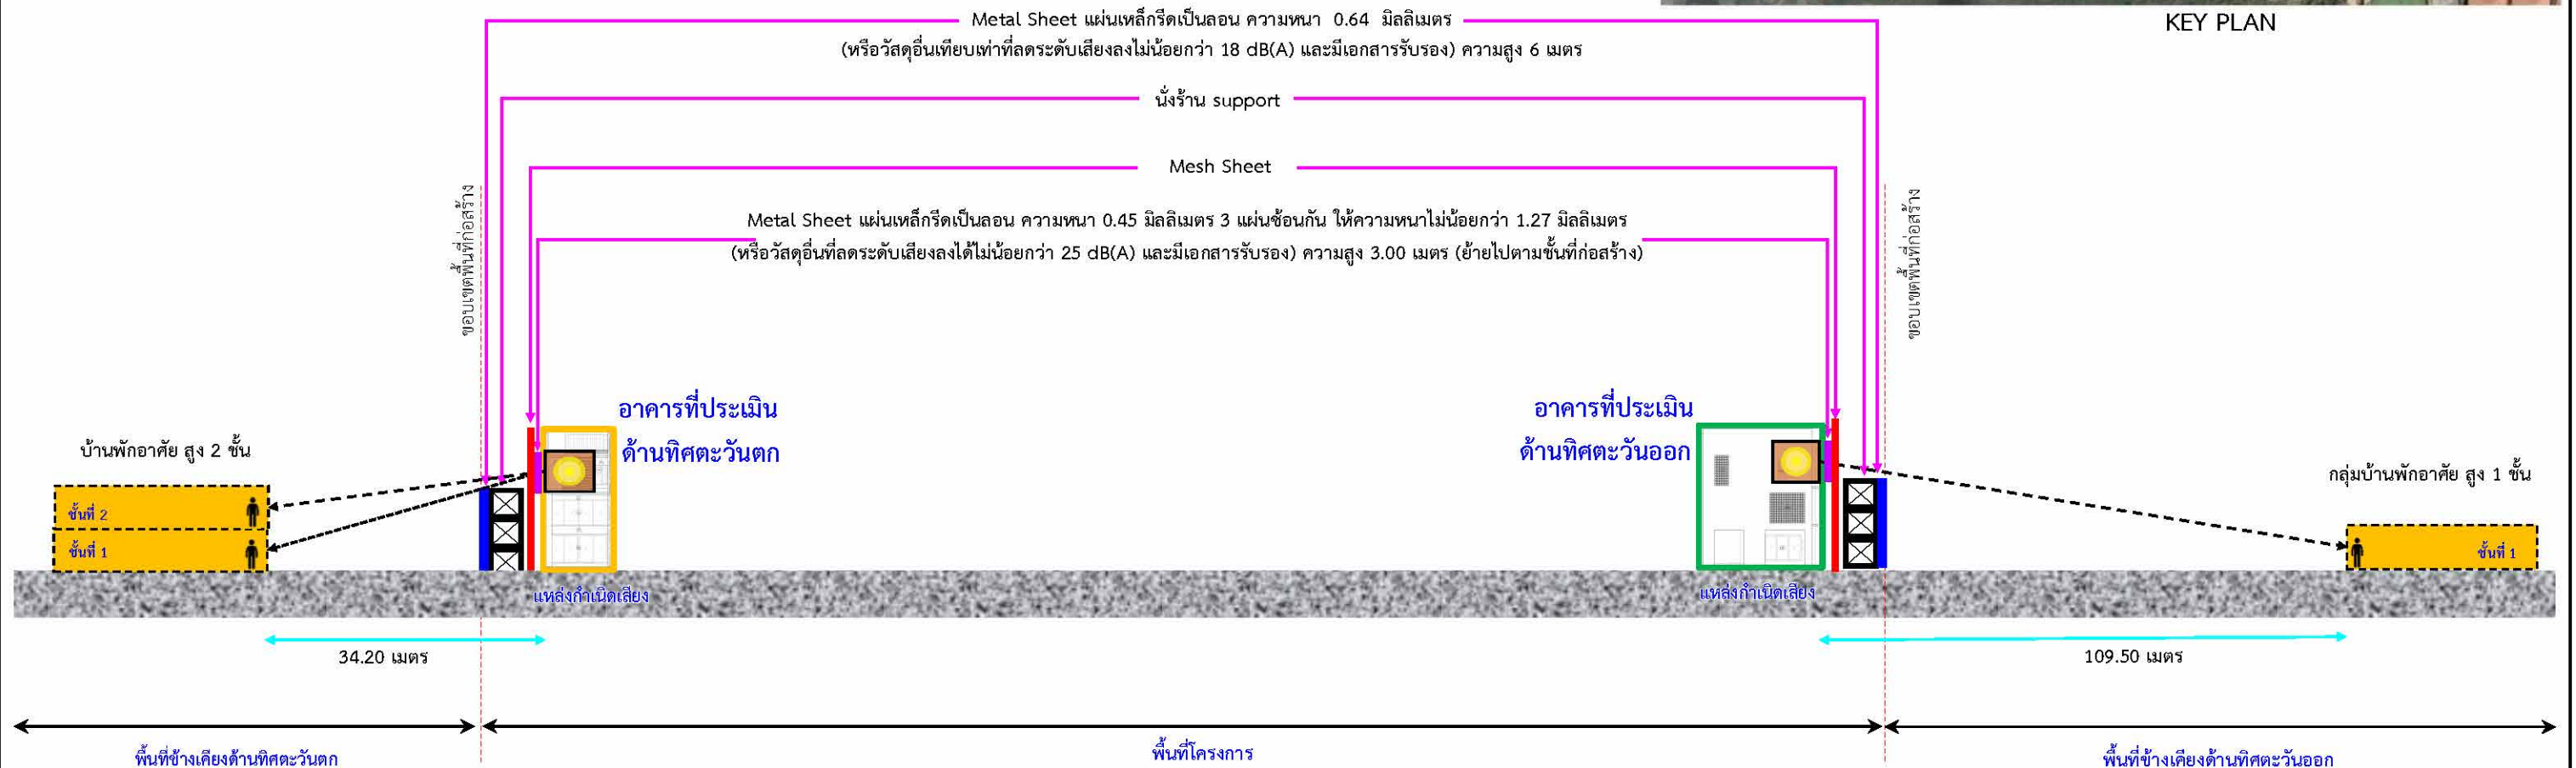 Metal Sheet แผ่นเหล็กรีดเป็นลอน ความหนา 0.64 มิลลิเมตร
(หรือวัสดุอื่นเทียบเท่าที่ลดระดับเสียงลงไม่น้อยกว่า 18 dB(A) และมีเอกสารรับรอง) ความสูง 6 เมตร
KEY PLAN
นั่งร้าน support
Mesh Sheet
Metal Sheet แผ่นเหล็กรีดเป็นลอน ความหนา 0.45 มิลลิเมตร 3 แผ่นซ้อนกัน ให้ความหนาไม่น้อยกว่า 1.27 มิลลิเมตร
(หรือวัสดุอื่นที่ลดระดับเสียงลงได้ไม่น้อยกว่า 25 dB(A) และมีเอกสารรับรอง) ความสูง 3.00 เมตร (ย้ายไปตามชั้นที่ก่อสร้าง)
ขอบเขตพื้นที่ก่อสร้าง
ขอบเขตพื้นที่ก่อสร้าง
อาคารที่ประเมิน
ด้านทิศตะวันตก
อาคารที่ประเมิน
ด้านทิศตะวันออก
บ้านพักอาศัย สูง 2 ชั้น
กลุ่มบ้านพักอาศัย สูง 1 ชั้น
ชั้นที่ 2
ชั้นที่ 1
ชั้นที่ 1
แหล่งกำเนิดเสียง
แหล่งกำเนิดเสียง
34.20 เมตร
109.50 เมตร
พื้นที่ข้างเคียงด้านทิศตะวันตก
พื้นที่โครงการ
พื้นที่ข้างเคียงด้านทิศตะวันออก